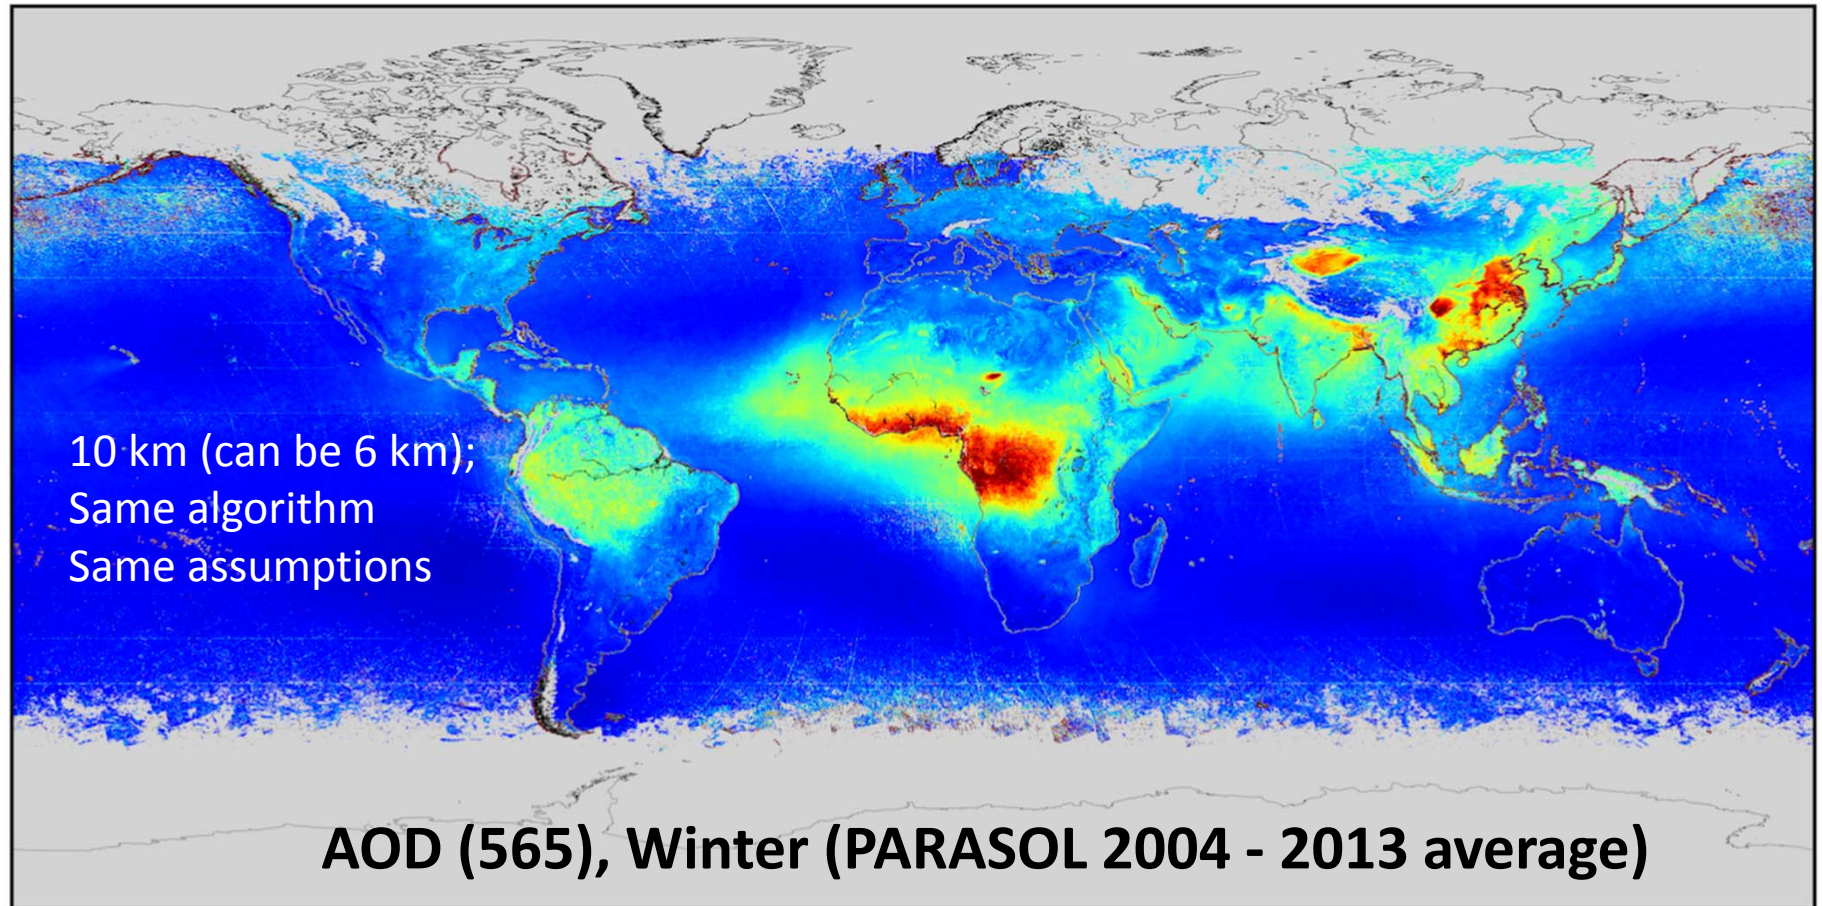 10 km (can be 6 km);
Same algorithm
Same assumptions
AOD (565), Winter (PARASOL 2004 - 2013 average)